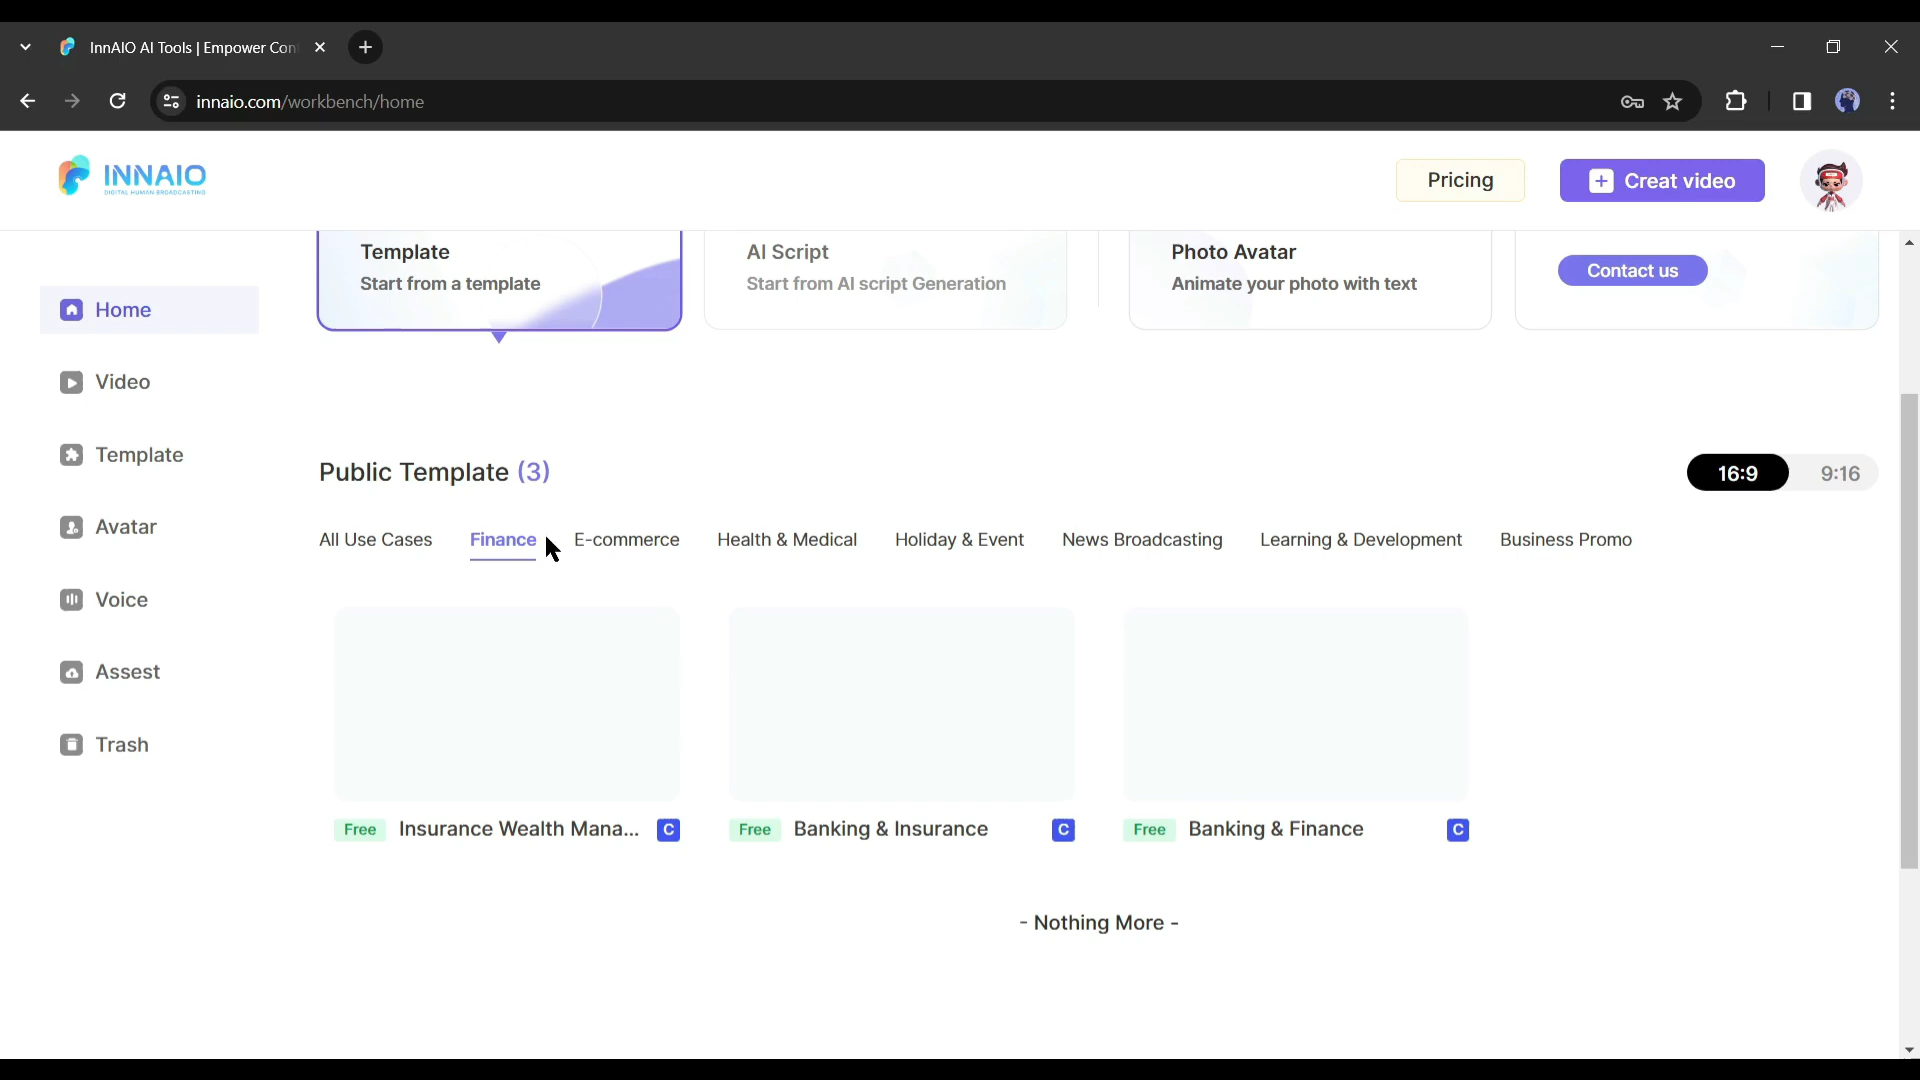 InnAIO AI Tools | Empower Con
innaio.com/workbench/home
INNAIO
DIGITAL HUMAN BROADCASTING
Pricing
Creat video
Template
Start from a template
AI Script
Start from AI script Generation
Photo Avatar
Animate your photo with text
Contact us
Home
Video
Template
Avatar
Voice
Assest
Trash
Public Template (3)
16:9
9:16
All Use Cases
Finance
E-commerce
Health & Medical
Holiday & Event
News Broadcasting
Learning & Development
Business Promo
Free Insurance Wealth Mana... C
Free Banking & Insurance C
Free Banking & Finance C
- Nothing More -